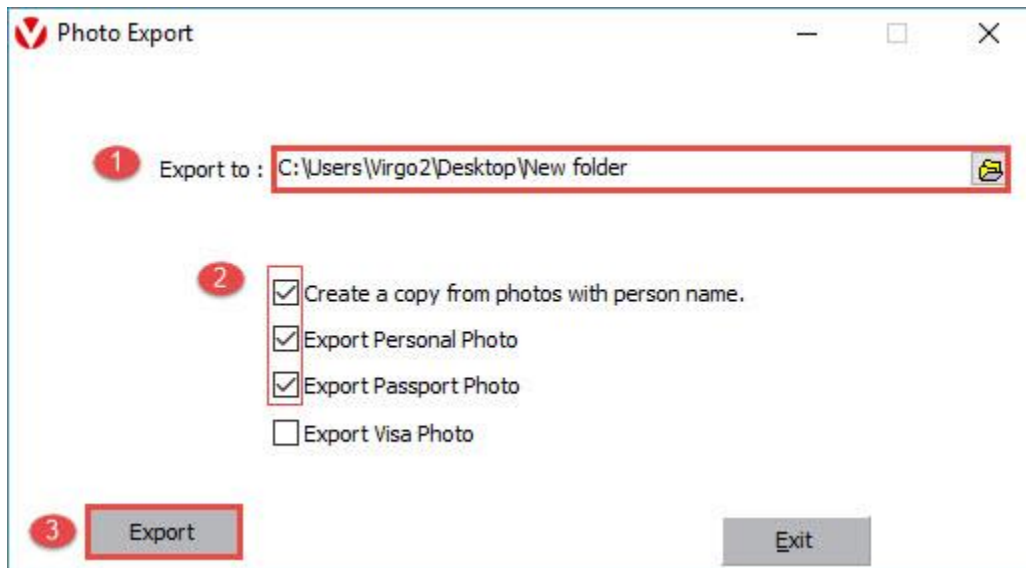 Photo Export
1
Export to : C:\Users\Virgo2\Desktop\New folder
2
Create a copy from photos with person name.
Export Personal Photo
Export Passport Photo
Export Visa Photo
3 Export Exit